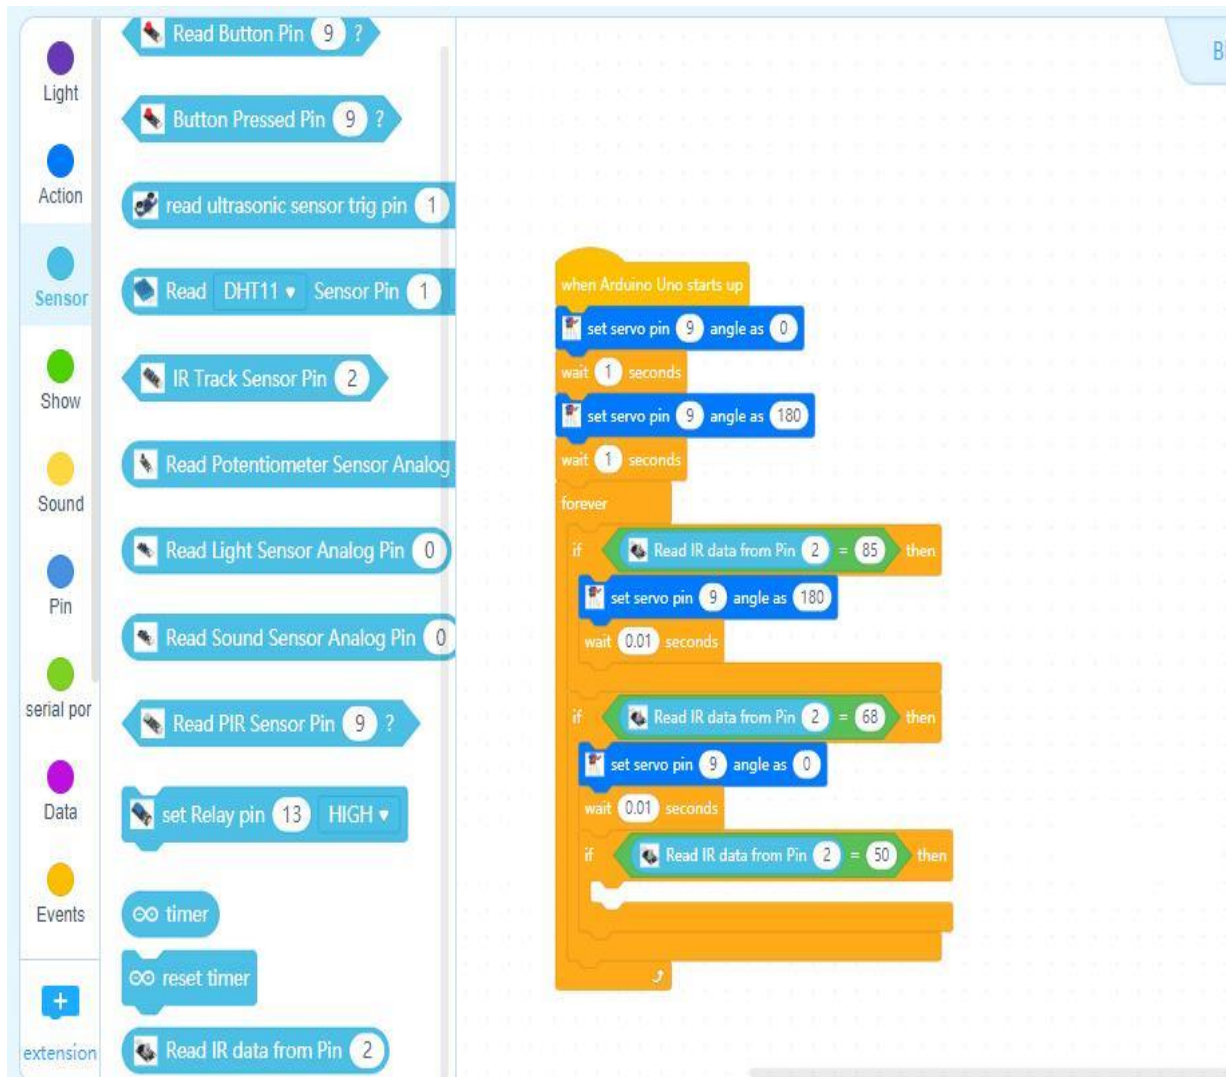 Light
Action
Sensor
Show
Sound
Pin
serial por
Data
Events
+
extension
Read Button Pin 9 ?
Button Pressed Pin 9 ?
read ultrasonic sensor trig pin 1
Read DHT11 Sensor Pin 1
IR Track Sensor Pin 2
Read Potentiometer Sensor Analog
Read Light Sensor Analog Pin 0
Read Sound Sensor Analog Pin 0
Read PIR Sensor Pin 9 ?
set Relay pin 13 HIGH
timer
reset timer
Read IR data from Pin 2
when Arduino Uno starts up
set servo pin 9 angle as 0
wait 1 seconds
set servo pin 9 angle as 180
wait 1 seconds
forever
if Read IR data from Pin 2 = 85 then
set servo pin 9 angle as 180
wait 0.01 seconds
if Read IR data from Pin 2 = 68 then
set servo pin 9 angle as 0
wait 0.01 seconds
if Read IR data from Pin 2 = 50 then